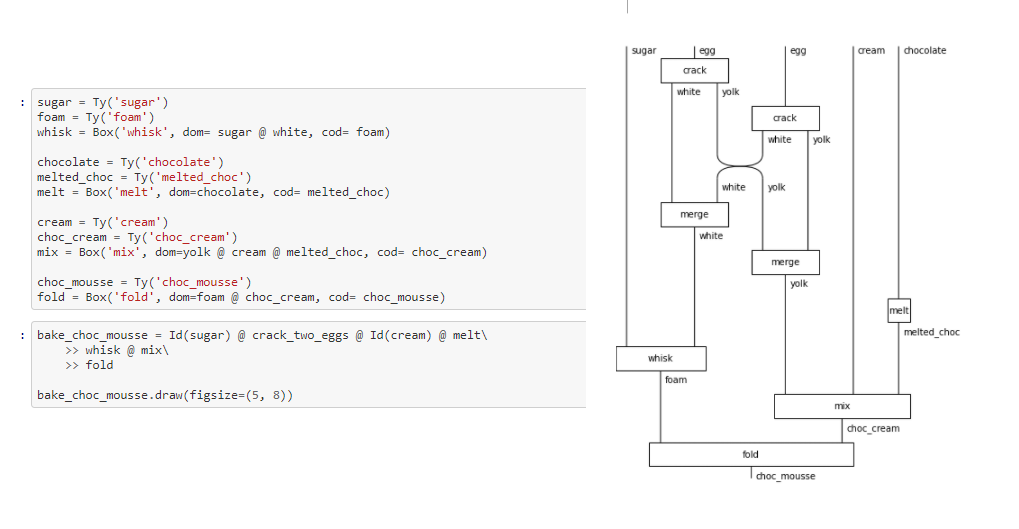 :
sugar = Ty('sugar')
foam = Ty('foam')
whisk = Box('whisk', dom= sugar @ white, cod= foam)
chocolate = Ty('chocolate')
melted_choc = Ty('melted_choc')
melt = Box('melt', dom=chocolate, cod= melted_choc)
cream = Ty('cream')
choc_cream = Ty('choc_cream')
mix = Box('mix', dom=yolk @ cream @ melted_choc, cod= choc_cream)
choc_mousse = Ty('choc_mousse')
fold = Box('fold', dom=foam @ choc_cream, cod= choc_mousse)
:
bake_choc_mousse = Id(sugar) @ crack_two_eggs @ Id(cream) @ melt\
>> whisk @ mix\
>> fold
bake_choc_mousse.draw(figsize=(5, 8))
sugar egg egg cream chocolate
crack
white yolk
crack
white yolk
white yolk
merge
white
merge
yolk
melt
melted_choc
whisk
foam
mix
choc_cream
fold
choc_mousse